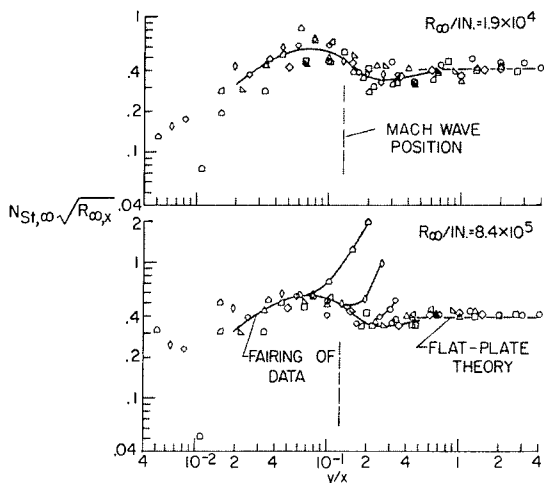 R∞/IN.=1.9×10⁴
1
.4
.2
.1
.04
MACH WAVE
POSITION
N_St,∞ √R∞,x
R∞/IN.=8.4×10⁵
2
1
.4
.2
.1
.04
FAIRING OF
DATA
FLAT-PLATE
THEORY
4 10⁻² 2 4 10⁻¹ 2 4 10⁰ 2 4
y/x